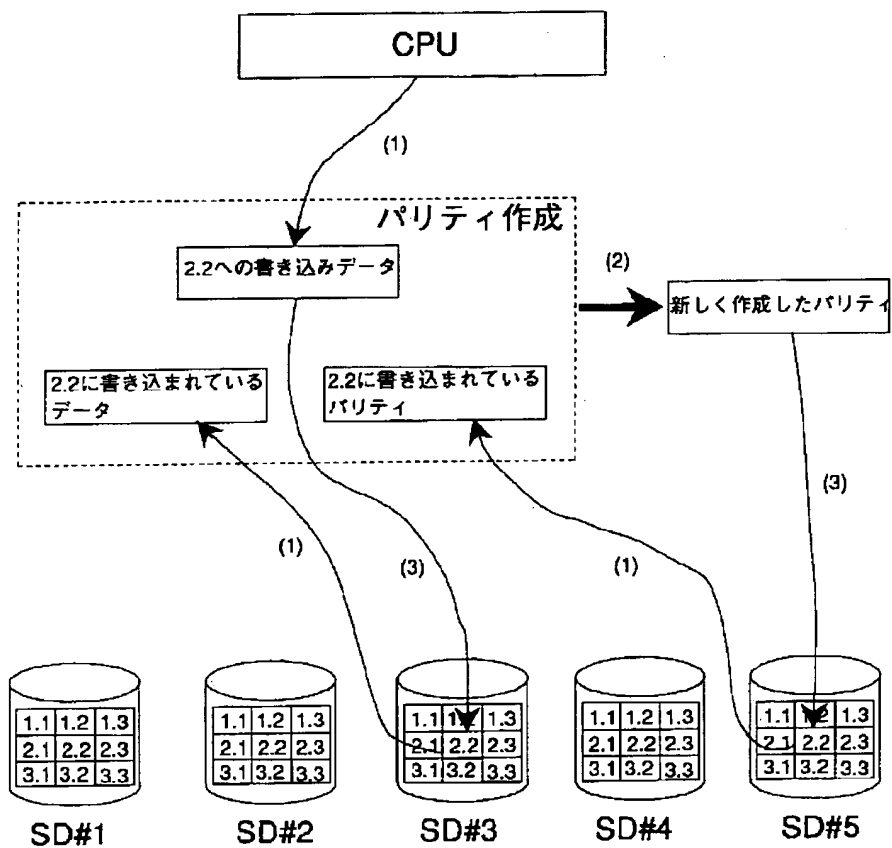 CPU
(1)
パリティ作成
2.2への書き込みデータ
(2)
新しく作成したパリティ
2.2に書き込まれている
データ
2.2に書き込まれている
パリティ
(1)
(3)
(1)
(3)
1.1 1.2 1.3
2.1 2.2 2.3
3.1 3.2 3.3
1.1 1.2 1.3
2.1 2.2 2.3
3.1 3.2 3.3
1.1 1.3
2.1 2.2 2.3
3.1 3.2 3.3
1.1 1.2 1.3
2.1 2.2 2.3
3.1 3.2 3.3
1.1 1.3
2.1 2.2 2.3
3.1 3.2 3.3
SD#1
SD#2
SD#3
SD#4
SD#5